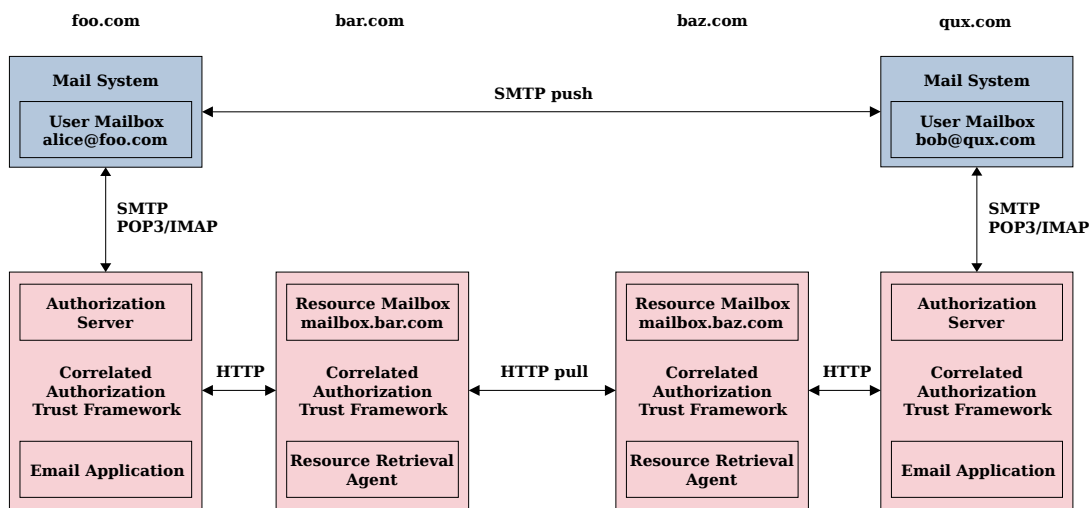 foo.com
bar.com
baz.com
qux.com
Mail System
User Mailbox
alice@foo.com
SMTP push
Mail System
User Mailbox
bob@qux.com
SMTP
POP3/IMAP
SMTP
POP3/IMAP
Authorization
Server
Correlated
Authorization
Trust Framework
Email Application
HTTP
Resource Mailbox
mailbox.bar.com
Correlated
Authorization
Trust Framework
Resource Retrieval
Agent
HTTP pull
Resource Mailbox
mailbox.baz.com
Correlated
Authorization
Trust Framework
Resource Retrieval
Agent
HTTP
Authorization
Server
Correlated
Authorization
Trust Framework
Email Application